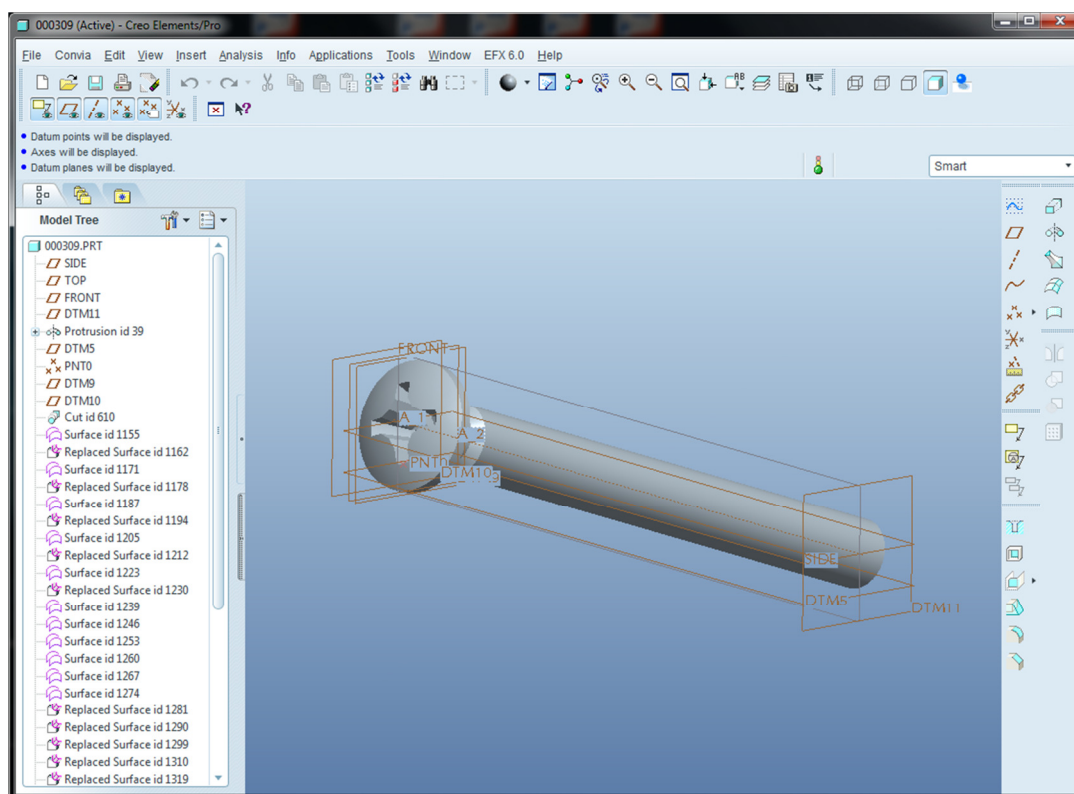 000309 (Active) - Creo Elements/Pro
File Convia Edit View Insert Analysis Info Applications Tools Window EFX 6.0 Help
Datum points will be displayed.
Axes will be displayed.
Datum planes will be displayed.
Smart
Model Tree
000309.PRT
SIDE
TOP
FRONT
DTM11
Protrusion id 39
DTM5
PNT0
DTM9
DTM10
Cut id 610
Surface id 1155
Replaced Surface id 1162
Surface id 1171
Replaced Surface id 1178
Surface id 1187
Replaced Surface id 1194
Surface id 1205
Replaced Surface id 1212
Surface id 1223
Replaced Surface id 1230
Surface id 1239
Surface id 1246
Surface id 1253
Surface id 1260
Surface id 1267
Surface id 1274
Replaced Surface id 1281
Replaced Surface id 1290
Replaced Surface id 1299
Replaced Surface id 1310
Replaced Surface id 1319
FRONT
A_1
A_2
PNT0
DTM10
SIDE
DTM5
DTM11